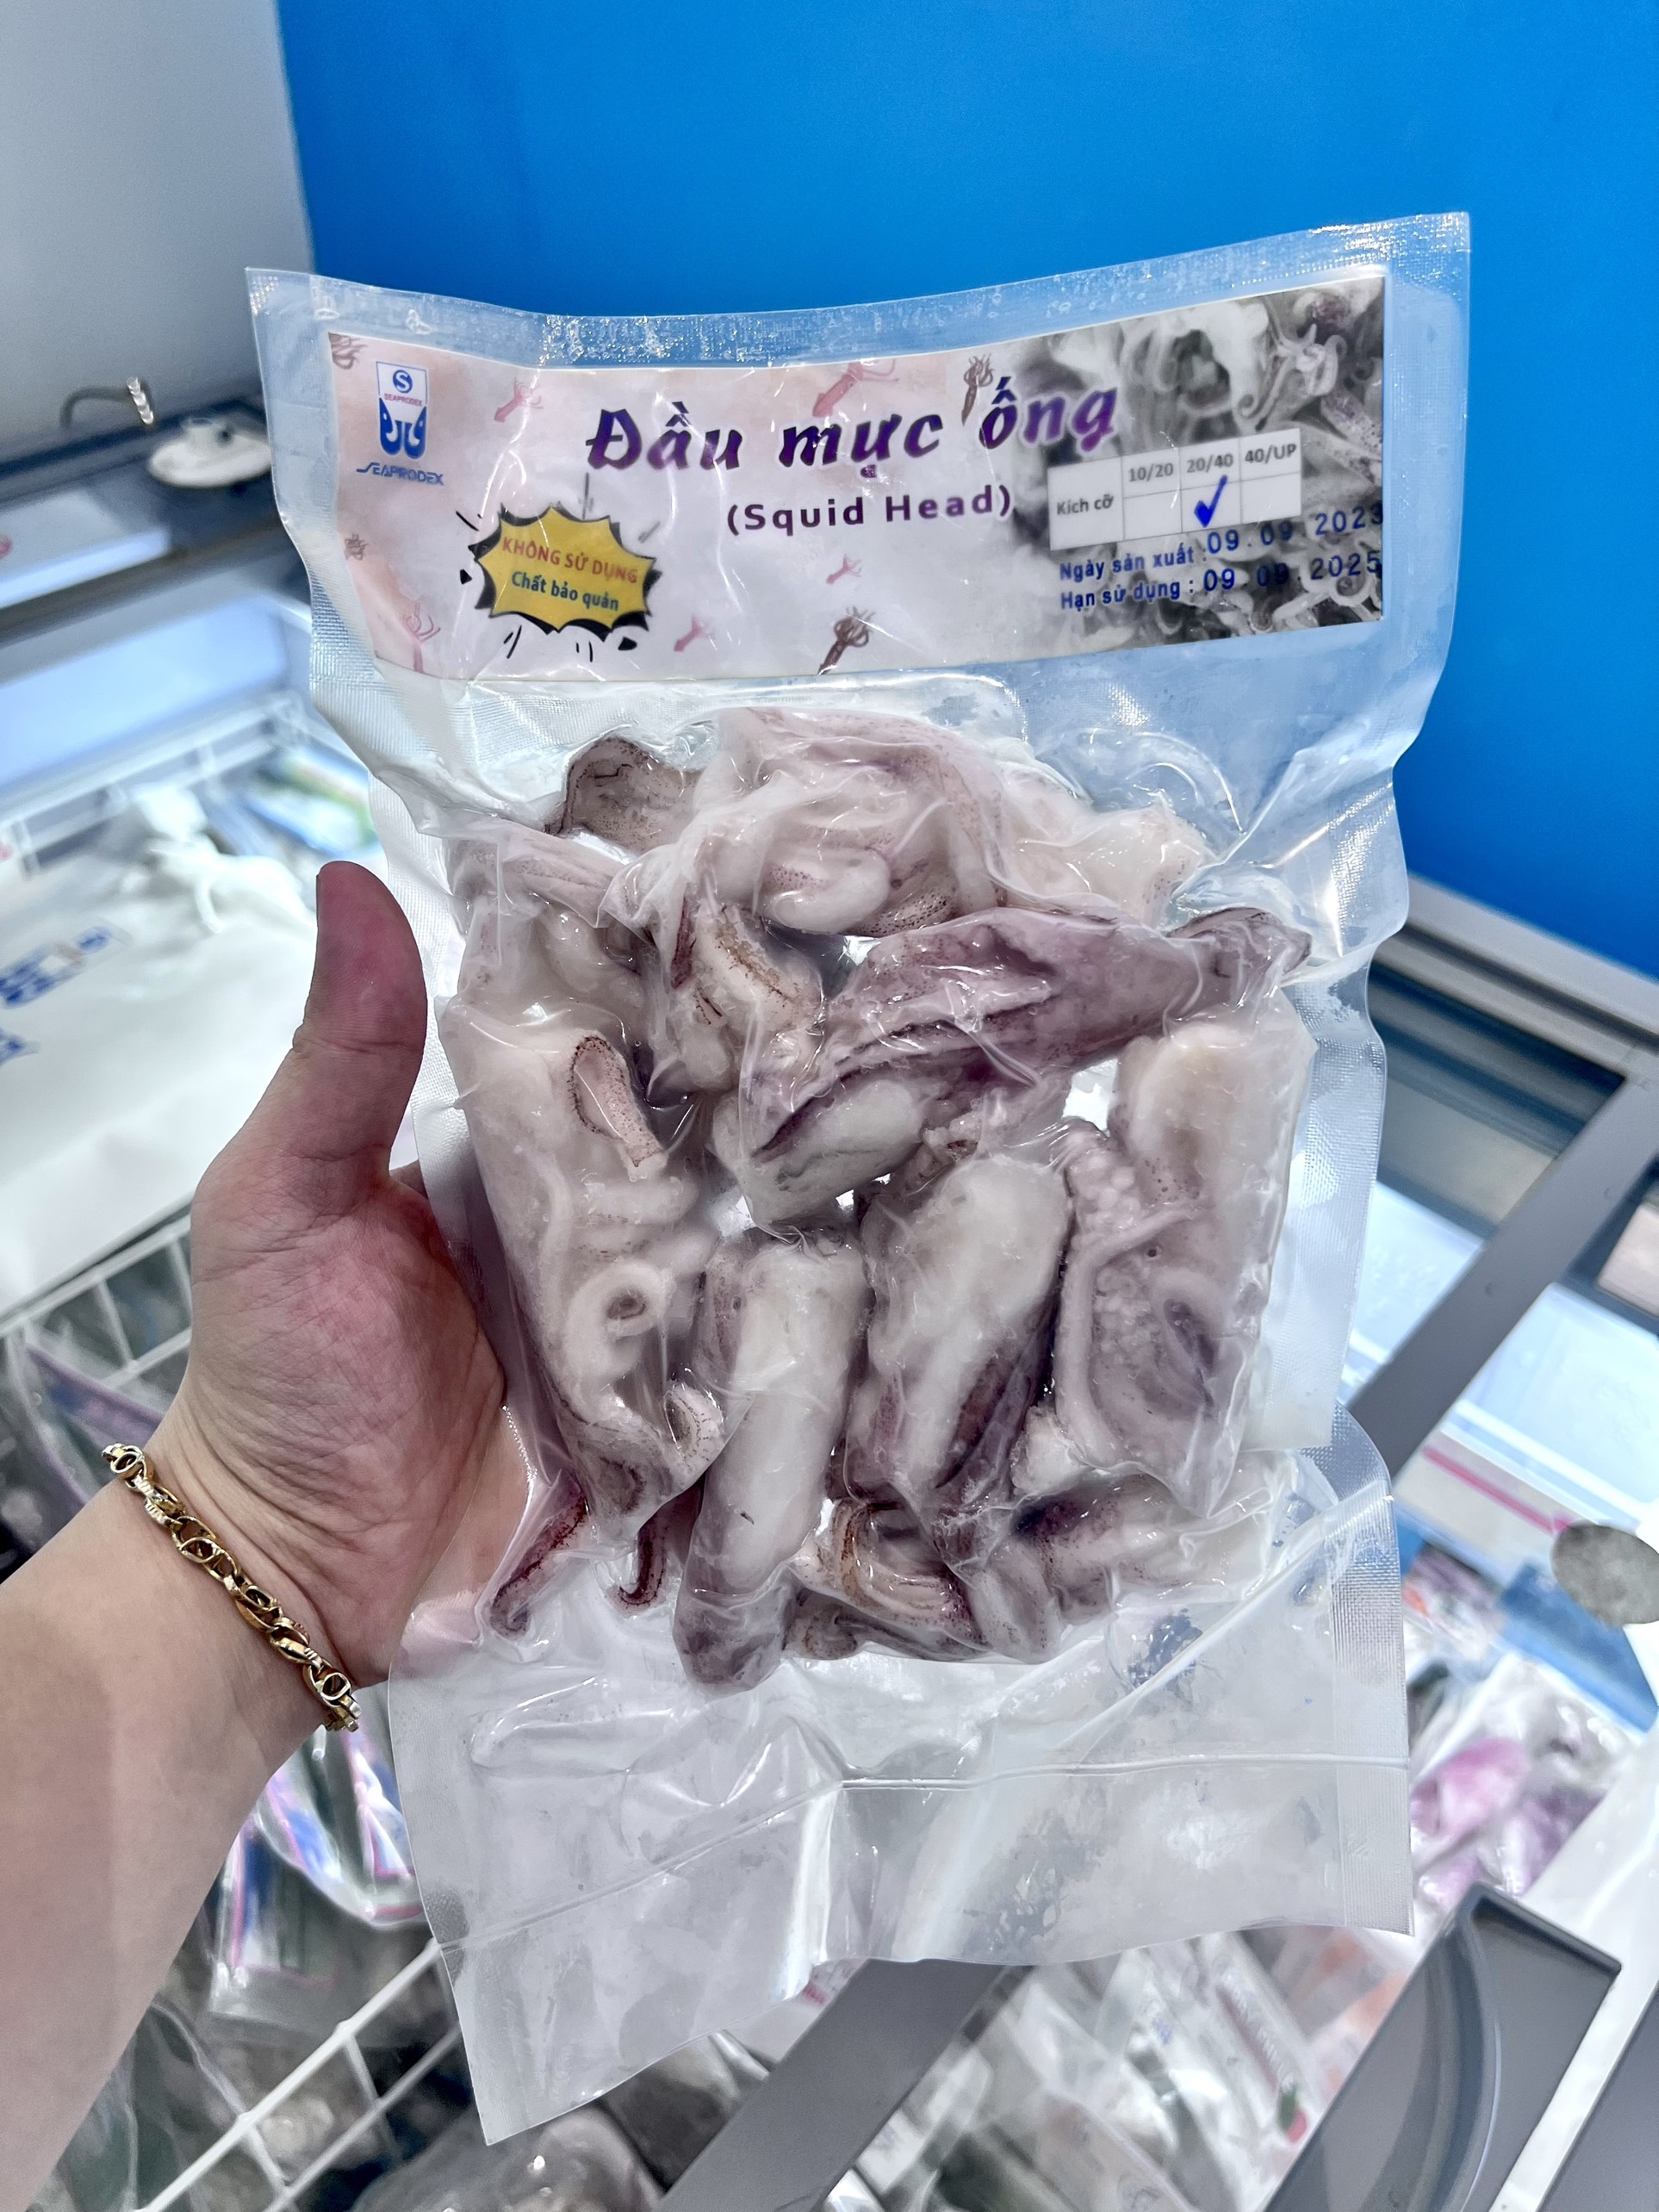 S
SEAPRODEX
SEAPRODEX
Đầu mực ống
(Squid Head)
KHÔNG SỬ DỤNG
Chất bảo quản
10/20 20/40 40/UP
Kích cỡ ✓
Ngày sản xuất : 09.09.2023
Hạn sử dụng : 09.09.2025